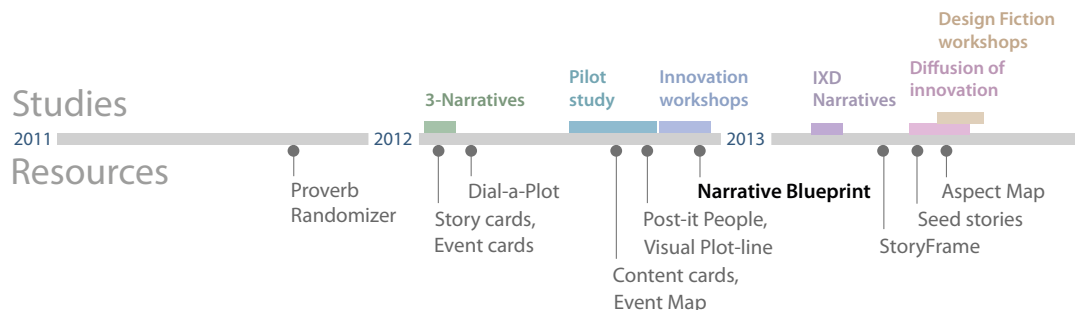 Design Fiction
workshops
Pilot
study
Innovation
workshops
IXD
Narratives
Diffusion of
innovation
3-Narratives
Studies
2011
2012
2013
Resources
Proverb
Randomizer
Dial-a-Plot
Story cards,
Event cards
Narrative Blueprint
Post-it People,
Visual Plot-line
Content cards,
Event Map
Aspect Map
Seed stories
StoryFrame